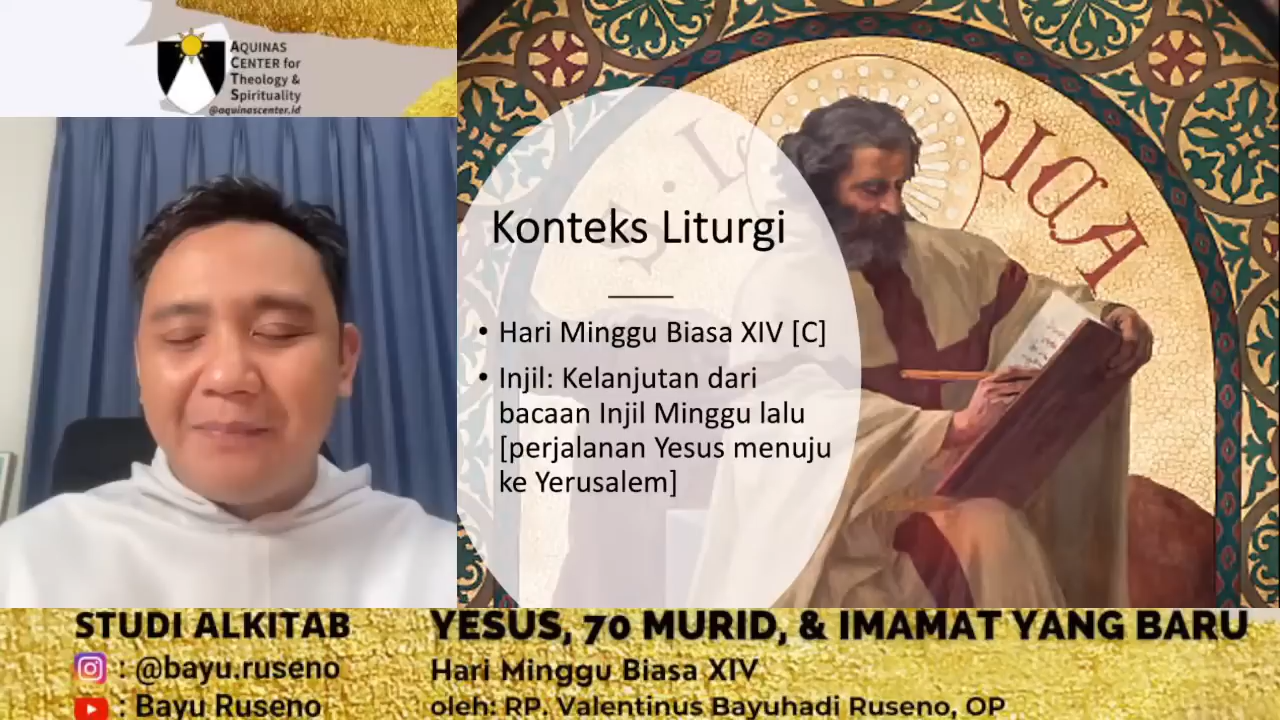 AQUINAS
CENTER for
Theology &
Spirituality
@aquinascenter.id
S. LUCAA
Konteks Liturgi
• Hari Minggu Biasa XIV [C]
• Injil: Kelanjutan dari
bacaan Injil Minggu lalu
[perjalanan Yesus menuju
ke Yerusalem]
STUDI ALKITAB
: @bayu.ruseno
: Bayu Ruseno
YESUS, 70 MURID, & IMAMAT YANG BARU
Hari Minggu Biasa XIV
oleh: RP. Valentinus Bayuhadi Ruseno, OP